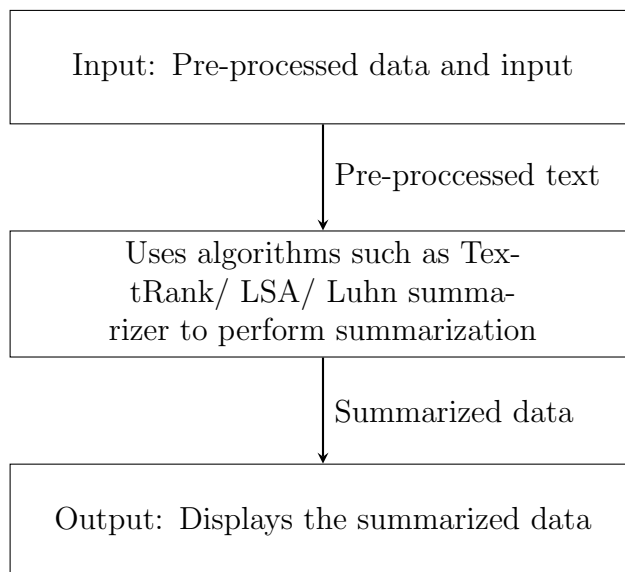 Input: Pre-processed data and input
Pre-proccessed text
Uses algorithms such as Tex-
tRank/ LSA/ Luhn summa-
rizer to perform summarization
Summarized data
Output: Displays the summarized data